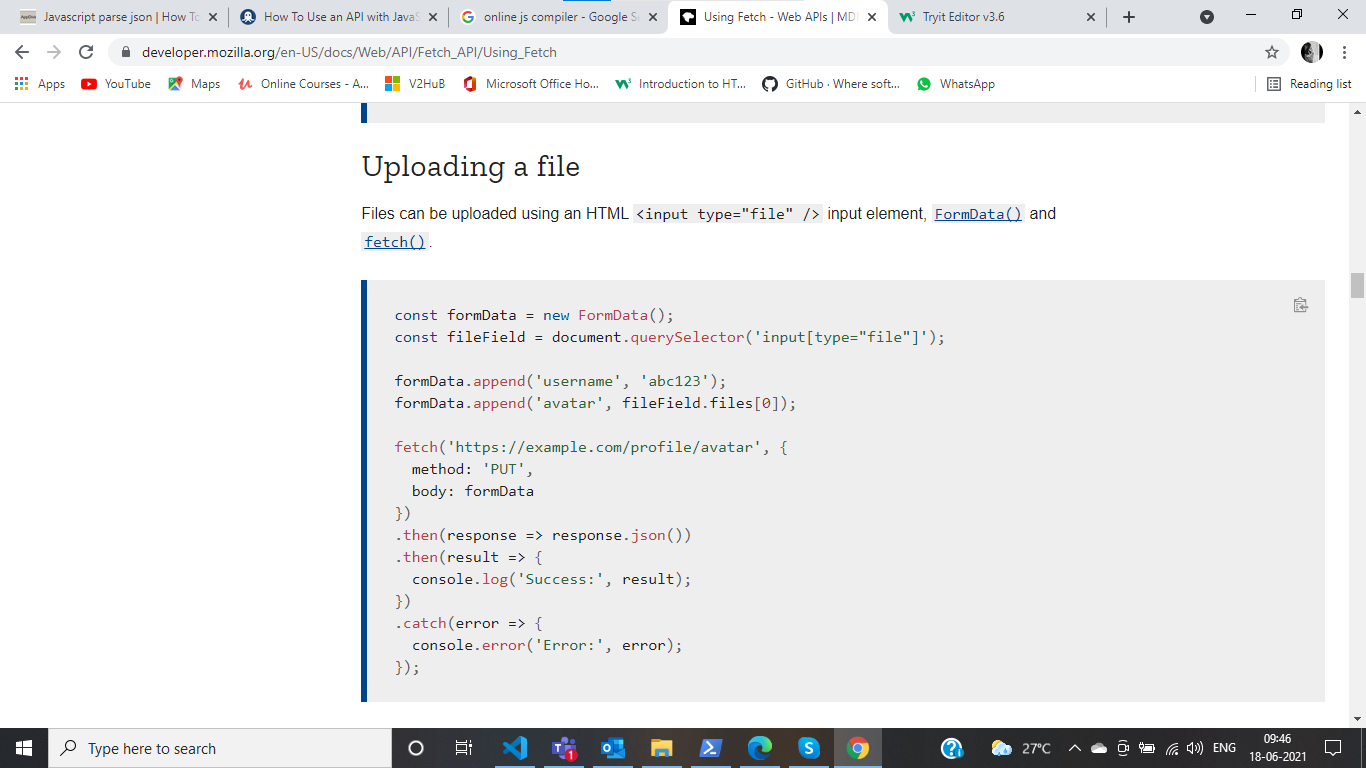 Javascript parse json | How To
How To Use an API with JavaS
online js compiler - Google Se
Using Fetch - Web APIs | MDN
Tryit Editor v3.6
developer.mozilla.org/en-US/docs/Web/API/Fetch_API/Using_Fetch
Apps YouTube Maps Online Courses - A... V2HuB Microsoft Office Ho... Introduction to HT... GitHub · Where soft... WhatsApp Reading list
Uploading a file
Files can be uploaded using an HTML <input type="file" /> input element, FormData() and
fetch().
const formData = new FormData();
const fileField = document.querySelector('input[type="file"]');
formData.append('username', 'abc123');
formData.append('avatar', fileField.files[0]);
fetch('https://example.com/profile/avatar', {
  method: 'PUT',
  body: formData
})
.then(response => response.json())
.then(result => {
  console.log('Success:', result);
})
.catch(error => {
  console.error('Error:', error);
});
Type here to search
1
27°C
ENG
09:46
18-06-2021